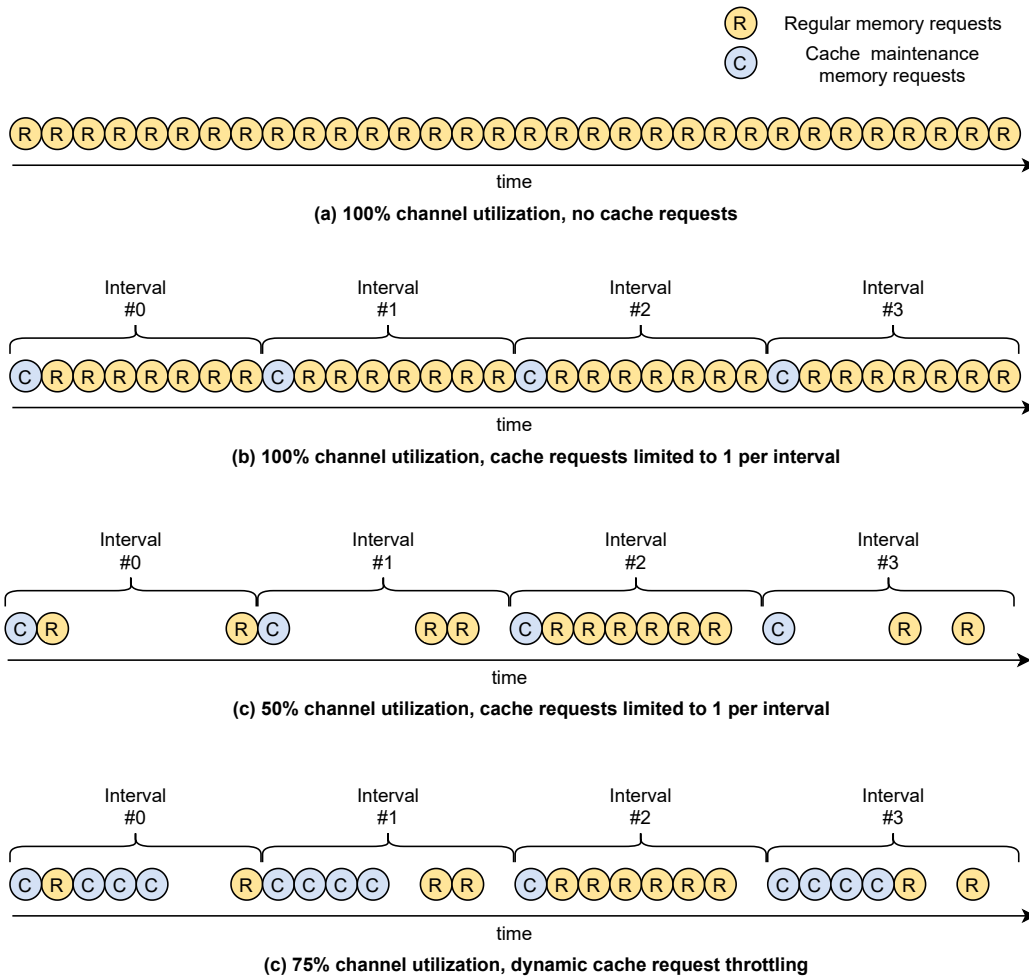 R Regular memory requests
C Cache maintenance
memory requests
R R R R R R R R R R R R R R R R R R R R R R R R R R R R R R R R
time
(a) 100% channel utilization, no cache requests
Interval Interval Interval Interval
#0 #1 #2 #3
C R R R R R R R C R R R R R R R C R R R R R R R C R R R R R R R
time
(b) 100% channel utilization, cache requests limited to 1 per interval
Interval Interval Interval Interval
#0 #1 #2 #3
C R R C R R C R R R R R R C R R
time
(c) 50% channel utilization, cache requests limited to 1 per interval
Interval Interval Interval Interval
#0 #1 #2 #3
C R C C C R C C C C R R C R R R R R R C C C C R R
time
(c) 75% channel utilization, dynamic cache request throttling